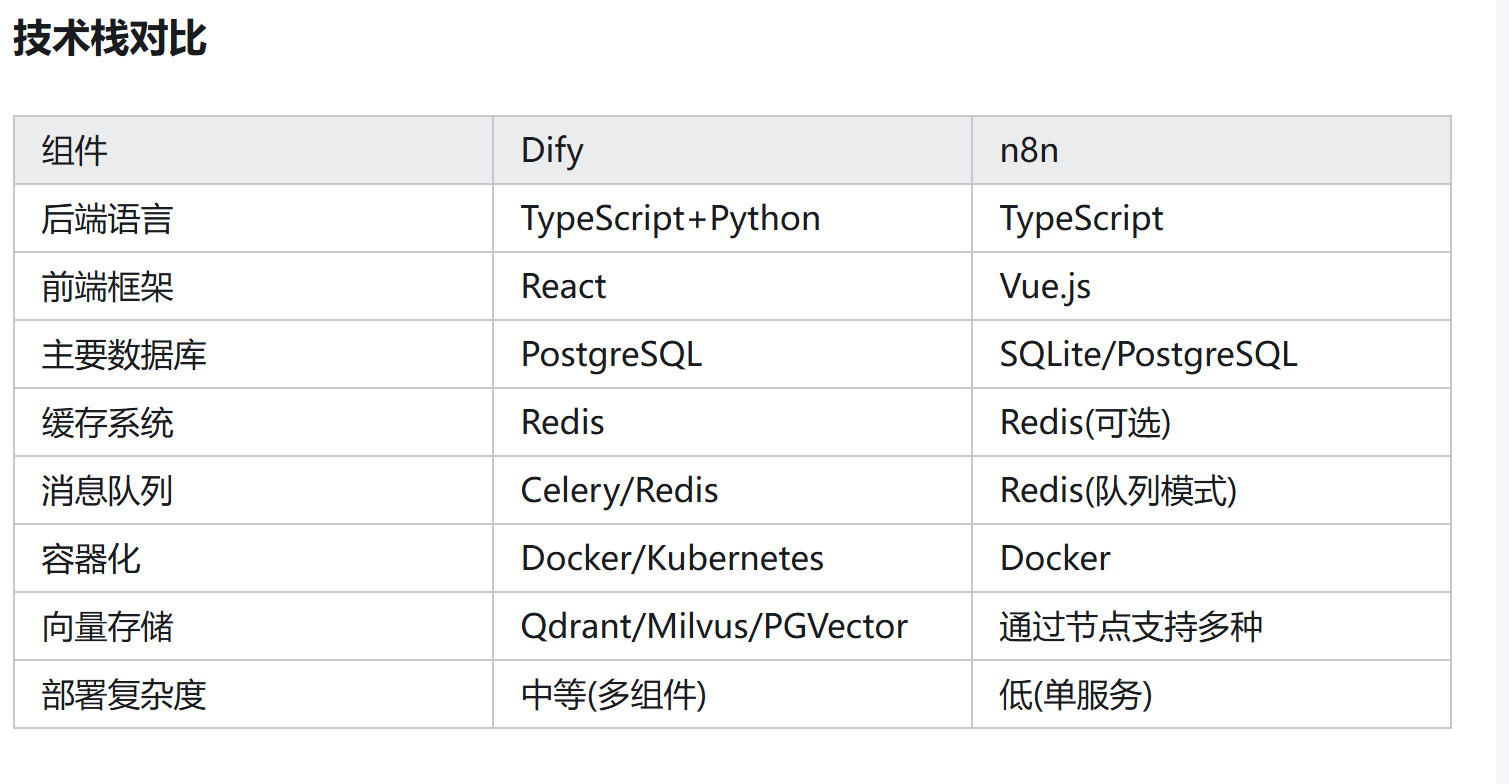 技术栈对比
组件 Dify n8n
后端语言 TypeScript+Python TypeScript
前端框架 React Vue.js
主要数据库 PostgreSQL SQLite/PostgreSQL
缓存系统 Redis Redis(可选)
消息队列 Celery/Redis Redis(队列模式)
容器化 Docker/Kubernetes Docker
向量存储 Qdrant/Milvus/PGVector 通过节点支持多种
部署复杂度 中等(多组件) 低(单服务)